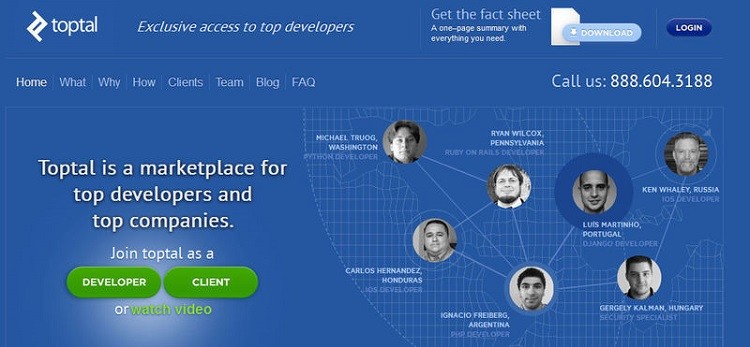 toptal
Exclusive access to top developers
Get the fact sheet
A one-page summary with
everything you need.
DOWNLOAD
LOGIN
Home
What
Why
How
Clients
Team
Blog
FAQ
Call us: 888.604.3188
Toptal is a marketplace for
top developers and
top companies.
Join toptal as a
DEVELOPER
CLIENT
or watch video
MICHAEL TRUOG,
WASHINGTON
PYTHON DEVELOPER
RYAN WILCOX,
PENNSYLVANIA
RUBY ON RAILS DEVELOPER
KEN WHALEY, RUSSIA
IOS DEVELOPER
LUÍS MARTINHO,
PORTUGAL
DJANGO DEVELOPER
CARLOS HERNANDEZ,
HONDURAS
IOS DEVELOPER
IGNACIO FREIBERG,
ARGENTINA
PHP DEVELOPER
GERGELY KALMAN, HUNGARY
SECURITY SPECIALIST